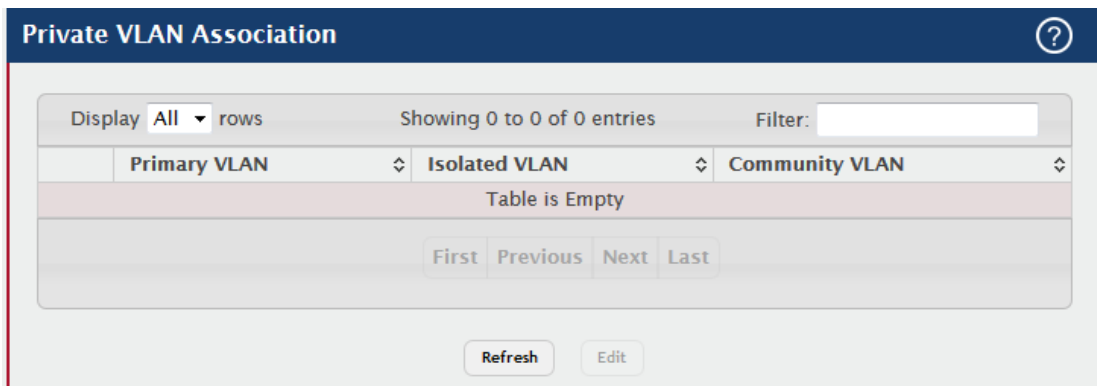 Private VLAN Association
?
Display All rows Showing 0 to 0 of 0 entries Filter:
Primary VLAN Isolated VLAN Community VLAN
Table is Empty
First Previous Next Last
Refresh Edit